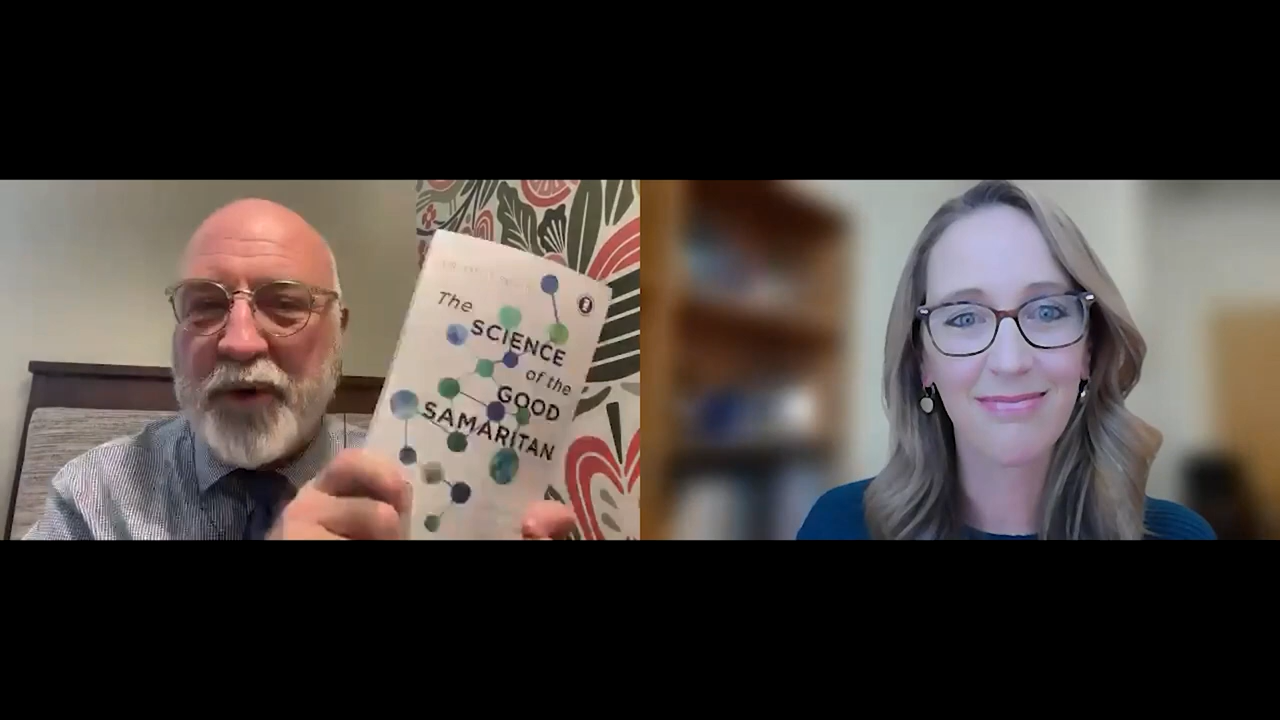 The
SCIENCE
of the
GOOD
SAMARITAN